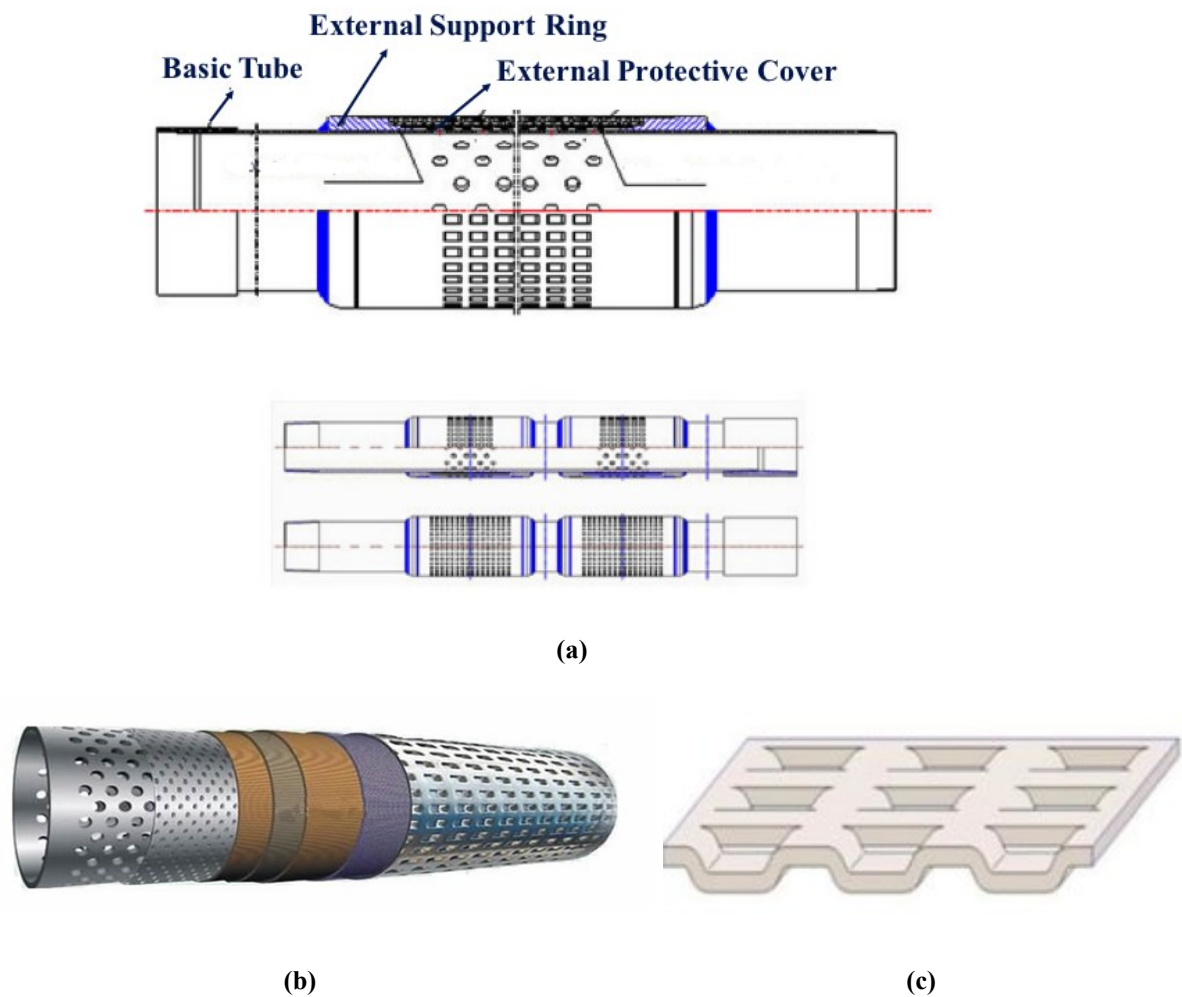 External Support Ring
Basic Tube
External Protective Cover
(a)
(b)
(c)